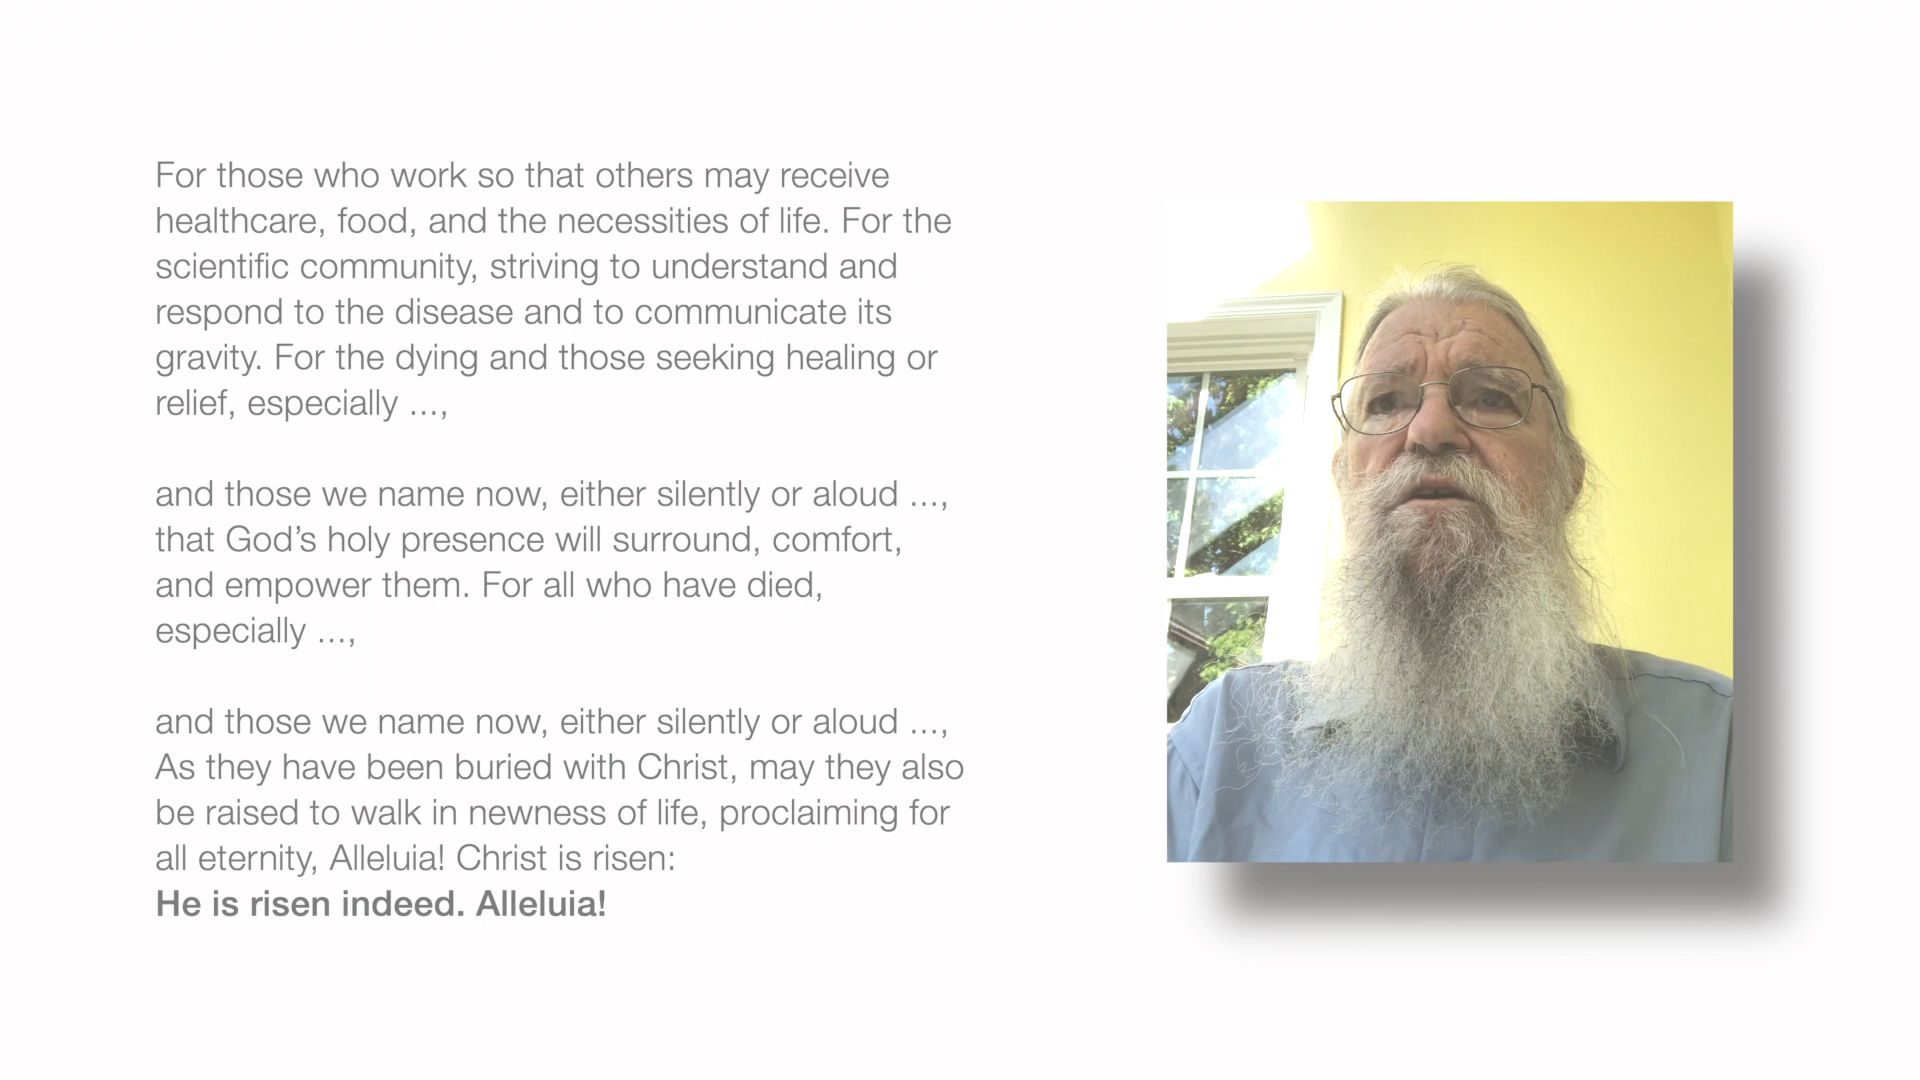 For those who work so that others may receive
healthcare, food, and the necessities of life. For the
scientific community, striving to understand and
respond to the disease and to communicate its
gravity. For the dying and those seeking healing or
relief, especially ...,
and those we name now, either silently or aloud ...,
that God’s holy presence will surround, comfort,
and empower them. For all who have died,
especially ...,
and those we name now, either silently or aloud ...,
As they have been buried with Christ, may they also
be raised to walk in newness of life, proclaiming for
all eternity, Alleluia! Christ is risen:
He is risen indeed. Alleluia!